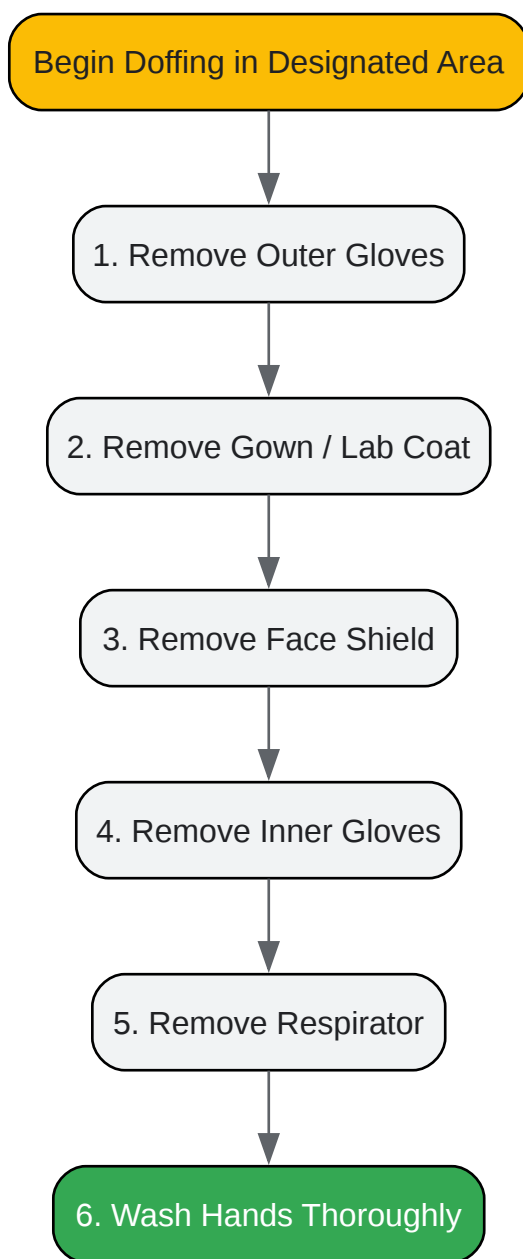 Begin Doffing in Designated Area
1. Remove Outer Gloves
2. Remove Gown / Lab Coat
3. Remove Face Shield
4. Remove Inner Gloves
5. Remove Respirator
6. Wash Hands Thoroughly